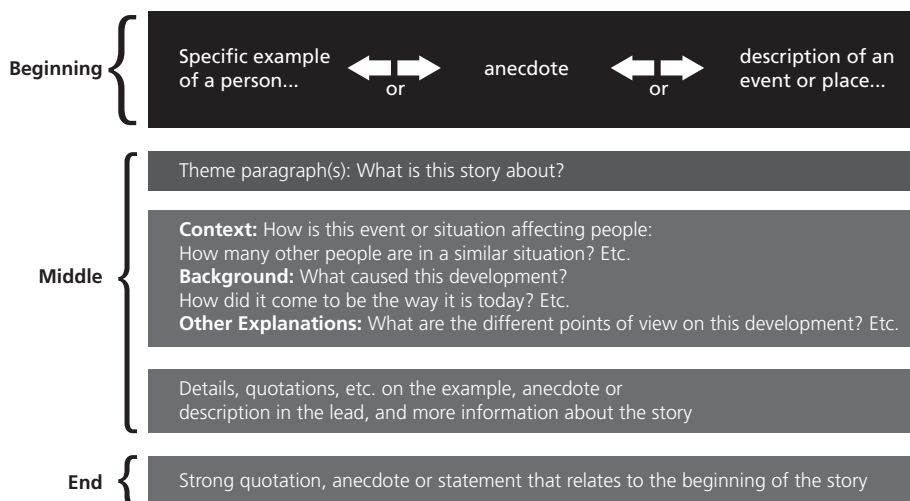 Beginning
Specific example
of a person...
or
anecdote
or
description of an
event or place...
Middle
Theme paragraph(s): What is this story about?
Context: How is this event or situation affecting people:
How many other people are in a similar situation? Etc.
Background: What caused this development?
How did it come to be the way it is today? Etc.
Other Explanations: What are the different points of view on this development? Etc.
Details, quotations, etc. on the example, anecdote or
description in the lead, and more information about the story
End
Strong quotation, anecdote or statement that relates to the beginning of the story